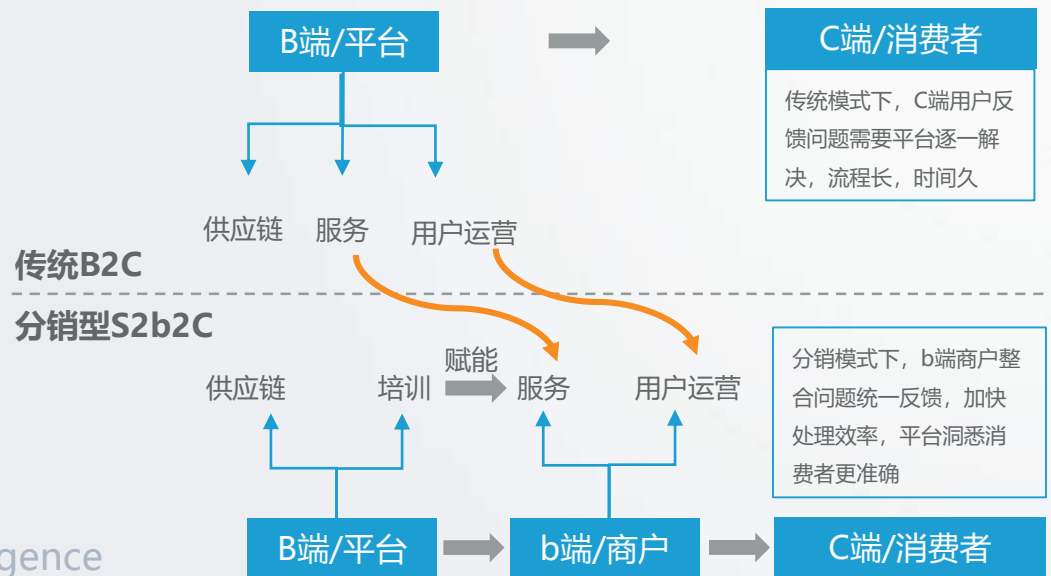 B端/平台
C端/消费者
传统模式下，C端用户反
馈问题需要平台逐一解
决，流程长，时间久
供应链
服务
用户运营
传统B2C
分销型S2b2C
供应链
培训
赋能
服务
用户运营
分销模式下，b端商户整
合问题统一反馈，加快
处理效率，平台洞悉消
费者更准确
B端/平台
b端/商户
C端/消费者
gence